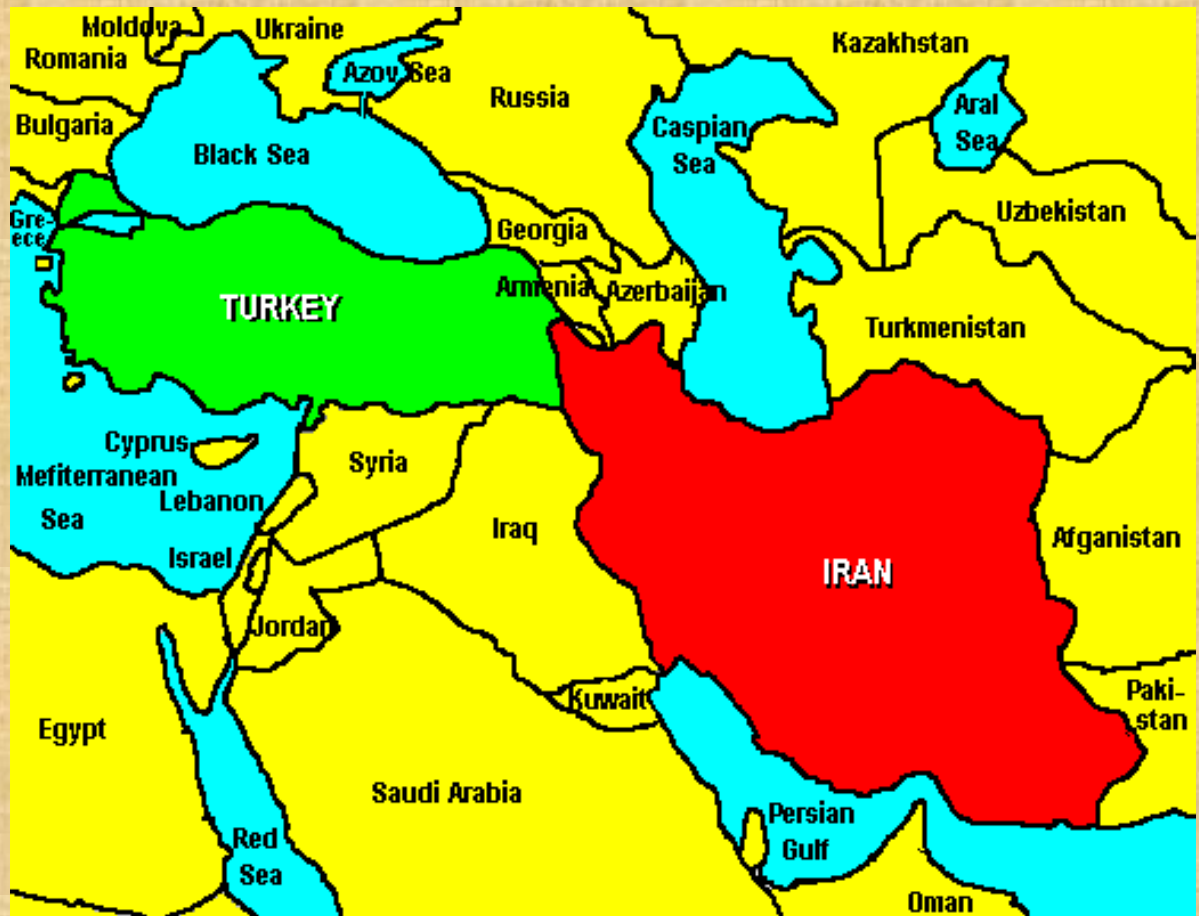 Moldova
Ukraine
Romania
Azov Sea
Kazakhstan
Russia
Aral
Sea
Bulgaria
Caspian
Sea
Black Sea
Uzbekistan
Gre-
ece
Georgia
Armenia
Azerbaijan
TURKEY
Turkmenistan
Cyprus
Syria
Mefiterranean
Sea
Lebanon
Iraq
Afganistan
Israel
IRAN
Jordan
Kuwait
Paki-
stan
Egypt
Saudi Arabia
Persian
Gulf
Red
Sea
Oman